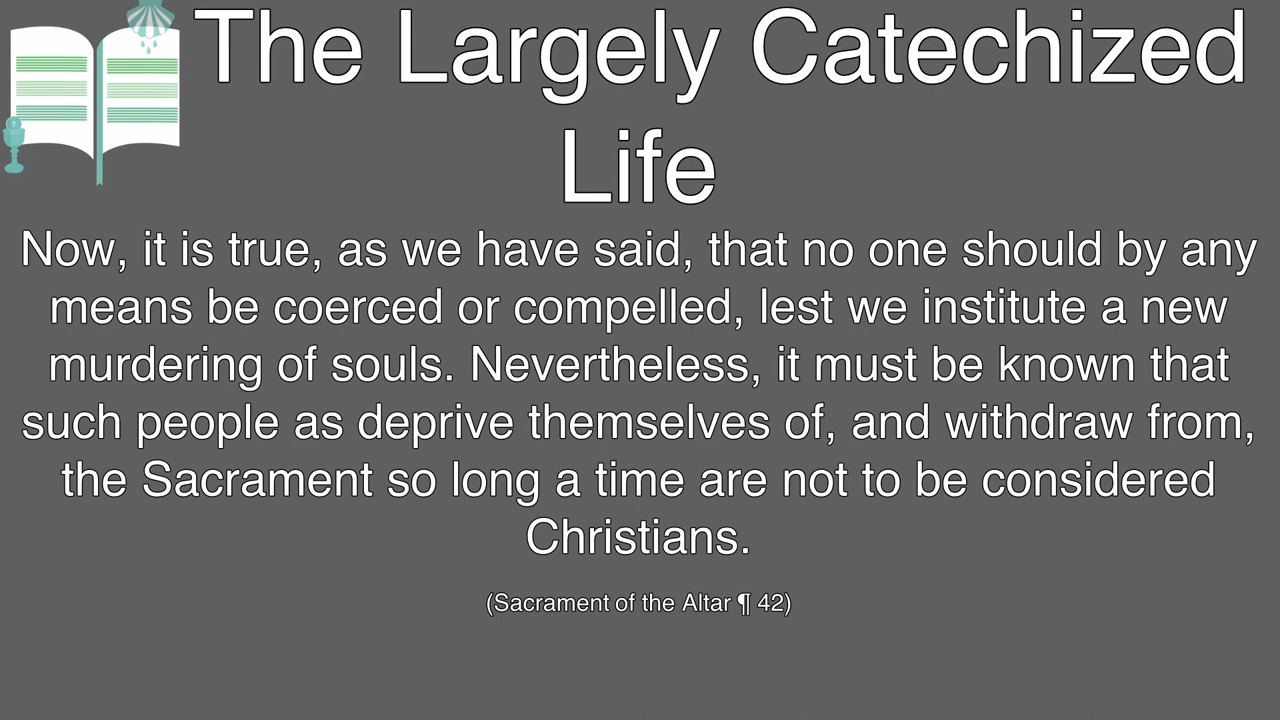 The Largely Catechized
Life
Now, it is true, as we have said, that no one should by any
means be coerced or compelled, lest we institute a new
murdering of souls. Nevertheless, it must be known that
such people as deprive themselves of, and withdraw from,
the Sacrament so long a time are not to be considered
Christians.
(Sacrament of the Altar ¶ 42)